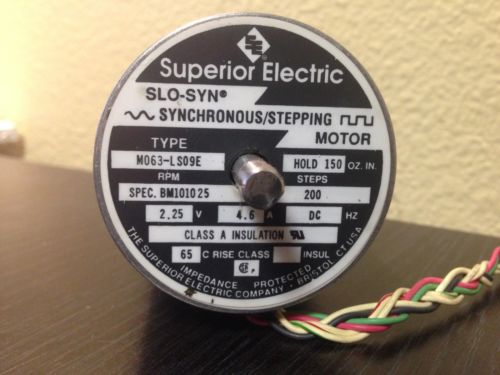 SE
Superior Electric
SLO-SYN®
SYNCHRONOUS/STEPPING
MOTOR
TYPE
MO63-LS09E
HOLD 150 OZ. IN.
RPM STEPS
SPEC. BM101025 200
2.25 V 4.6 A DC HZ
CLASS A INSULATION
65 C RISE CLASS INSUL
IMPEDANCE PROTECTED
THE SUPERIOR ELECTRIC COMPANY • BRISTOL CT USA